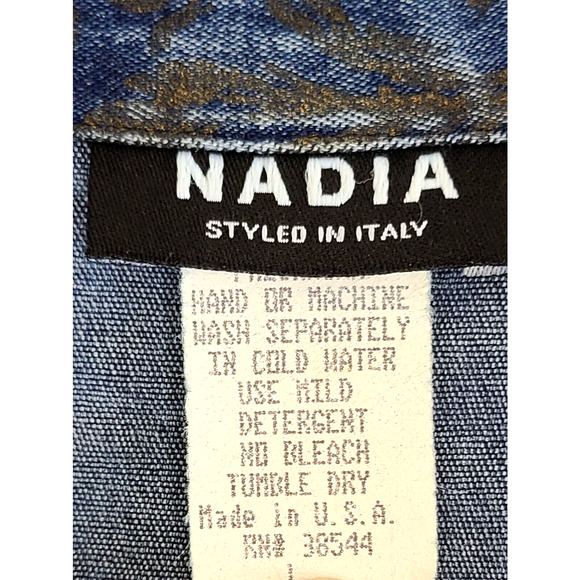 NADIA
STYLED IN ITALY
HAND OR MACHINE
WASH SEPARATELY
IN COLD WATER
USE MILD
DETERGENT
NO BLEACH
TUMBLE DRY
Made in U.S.A.
RN# 38544